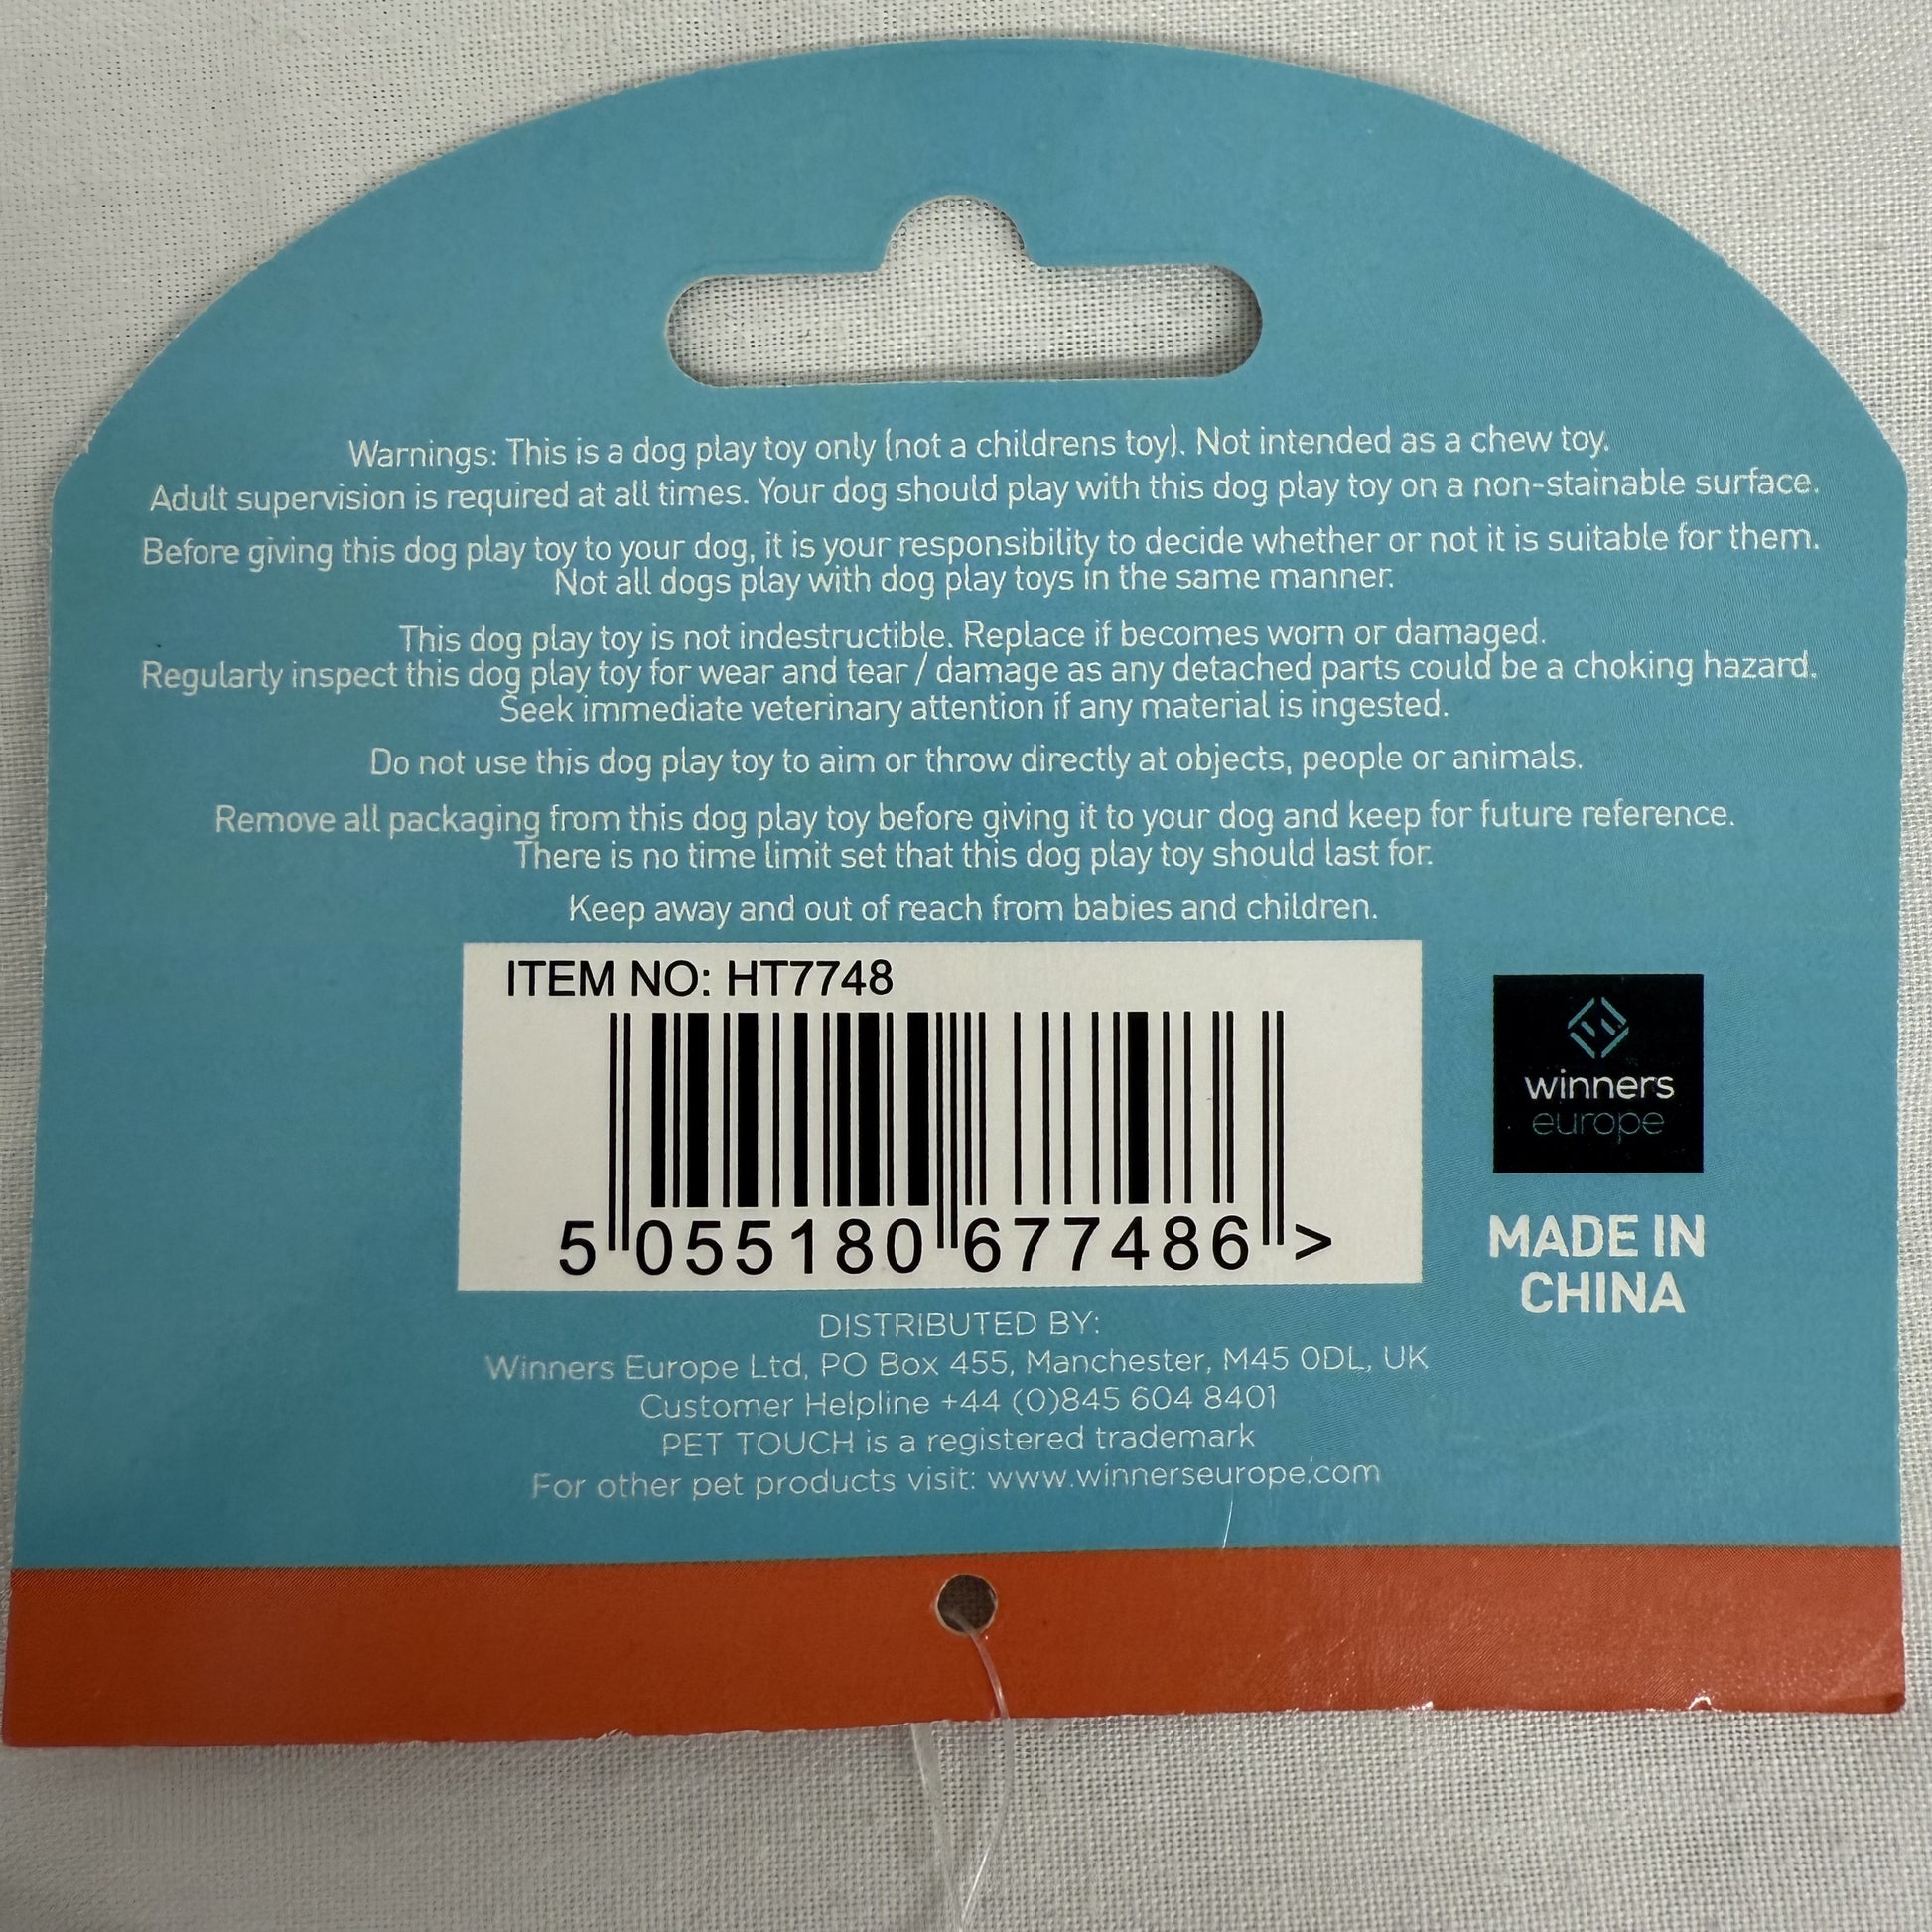 Warnings: This is a dog play toy only (not a childrens toy). Not intended as a chew toy.
Adult supervision is required at all times. Your dog should play with this dog play toy on a non-stainable surface.
Before giving this dog play toy to your dog, it is your responsibility to decide whether or not it is suitable for them.
Not all dogs play with dog play toys in the same manner.
This dog play toy is not indestructible. Replace if becomes worn or damaged.
Regularly inspect this dog play toy for wear and tear / damage as any detached parts could be a choking hazard.
Seek immediate veterinary attention if any material is ingested.
Do not use this dog play toy to aim or throw directly at objects, people or animals.
Remove all packaging from this dog play toy before giving it to your dog and keep for future reference.
There is no time limit set that this dog play toy should last for.
Keep away and out of reach from babies and children.
ITEM NO: HT7748
5 055180 677486 >
winners
europe
MADE IN
CHINA
DISTRIBUTED BY:
Winners Europe Ltd, PO Box 455, Manchester, M45 0DL, UK
Customer Helpline +44 (0)845 604 8401
PET TOUCH is a registered trademark
For other pet products visit: www.winnerseurope.com